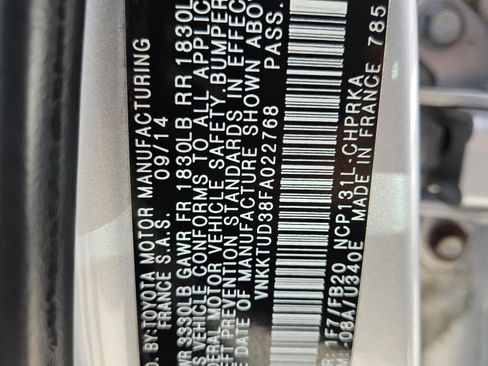 BY:TOYOTA MOTOR MANUFACTURING
FRANCE S.A.S. 09/14
GVWR 3330LB GAWR FR 1830LB RR 1830L
S VEHICLE CONFORMS TO ALL APPLIC
ERAL MOTOR VEHICLE SAFETY, BUMPER
EFT PREVENTION STANDARDS IN EFFEC
E DATE OF MANUFACTURE SHOWN ABOV
VNKKTUD38FA022768 PASS.
R: 1F7/FB20 NCP131L-CHPRKA
M: -08A/U340E MADE IN FRANCE 785